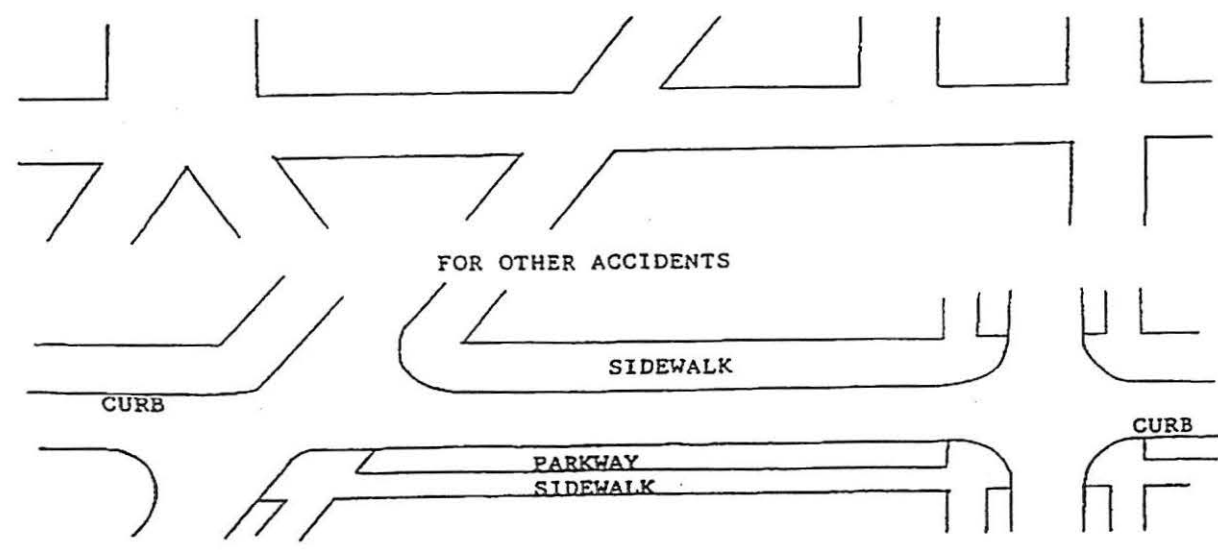 FOR OTHER ACCIDENTS
SIDEWALK
CURB
CURB
PARKWAY
SIDEWALK